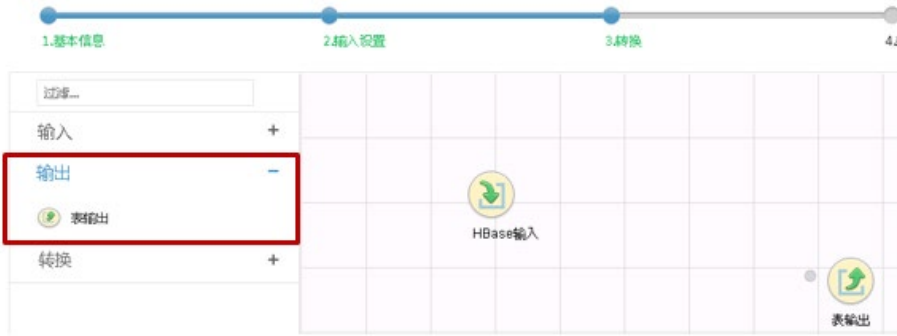 1.基本信息
2.输入设置
3.转换
过滤...
输入 +
输出 −
表输出
转换 +
HBase输入
表输出